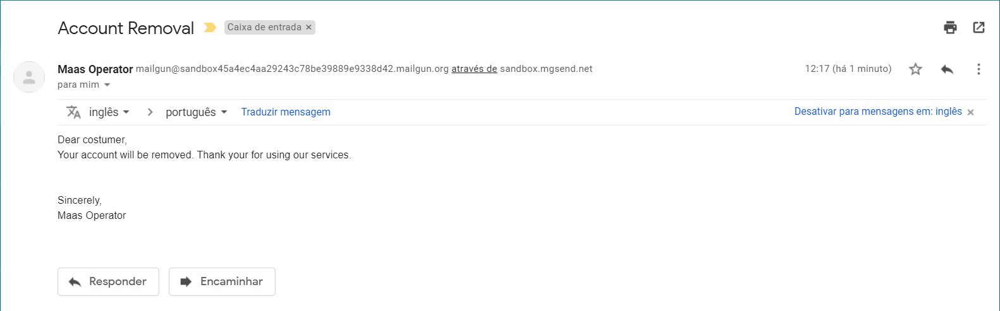 Account Removal Caixa de entrada ×
Maas Operator mailgun@sandbox45a4ec4aa29243c78be39889e9338d42.mailgun.org através de sandbox.mgsend.net 12:17 (há 1 minuto)
para mim
inglês > português Traduzir mensagem Desativar para mensagens em: inglês ×
Dear costumer,
Your account will be removed. Thank your for using our services.
Sincerely,
Maas Operator
Responder Encaminhar